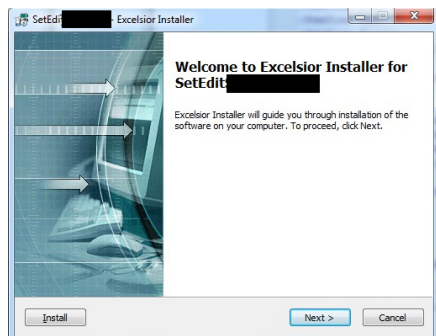 SetEdit - Excelsior Installer
Welcome to Excelsior Installer for
SetEdit
Excelsior Installer will guide you through installation of the
software on your computer. To proceed, click Next.
Install
Next >
Cancel